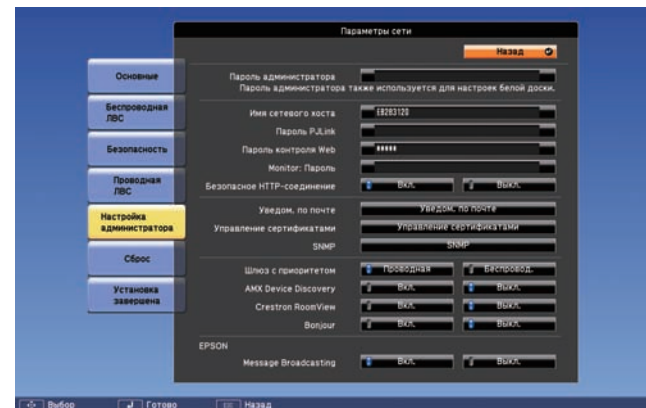 Параметры сети
Назад
Основные
Беспроводная ЛВС
Безопасность
Проводная ЛВС
Настройка администратора
Сброс
Установка завершена
Пароль администратора
Пароль администратора также используется для настроек белой доски.
Имя сетевого хоста
Пароль PJLink
Пароль контроля Web
*****
Monitor: Пароль
Безопасное HTTP-соединение Вкл. Выкл.
Уведом. по почте Уведом. по почте
Управление сертификатами Управление сертификатами
SNMP SNMP
Шлюз с приоритетом Проводная Беспровод.
AMX Device Discovery Вкл. Выкл.
Crestron RoomView Вкл. Выкл.
Bonjour Вкл. Выкл.
EPSON
Message Broadcasting Вкл. Выкл.
Выбор Готово Назад